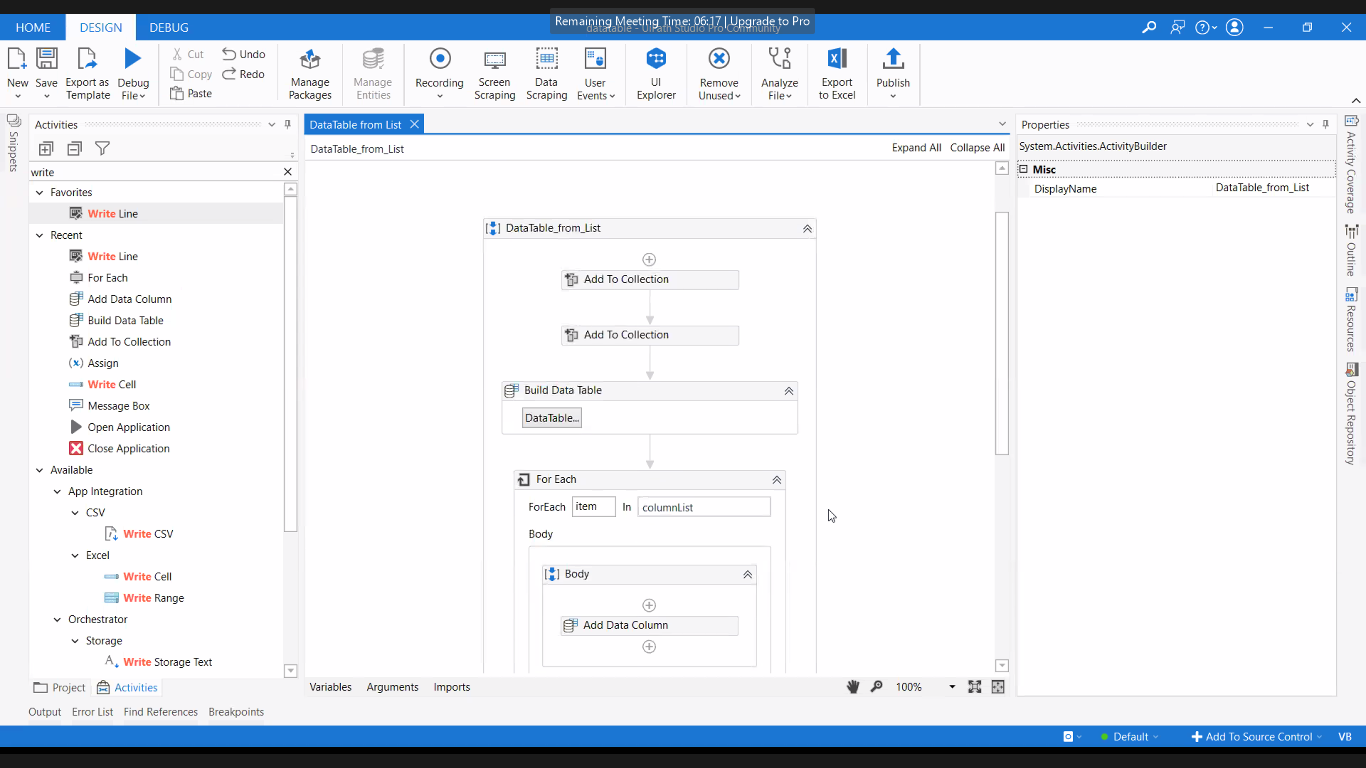 Remaining Meeting Time: 06:17 | Upgrade to Pro
datatable - UiPath Studio Pro Community
HOME DESIGN DEBUG
New Save Export as Template Debug File
Cut Copy Paste Undo Redo
Manage Packages Manage Entities Recording Screen Scraping Data Scraping User Events UI Explorer Remove Unused Analyze File Export to Excel Publish
Snippets
Activities
write
Favorites
Write Line
Recent
Write Line
For Each
Add Data Column
Build Data Table
Add To Collection
Assign
Write Cell
Message Box
Open Application
Close Application
Available
App Integration
CSV
Write CSV
Excel
Write Cell
Write Range
Orchestrator
Storage
Write Storage Text
Project Activities
DataTable from List
DataTable_from_List Expand All Collapse All
DataTable_from_List
Add To Collection
Add To Collection
Build Data Table
DataTable...
For Each
ForEach item In columnList
Body
Body
Add Data Column
Variables Arguments Imports 100%
Properties
System.Activities.ActivityBuilder
Misc
DisplayName DataTable_from_List
Activity Coverage
Outline
Resources
Object Repository
Output Error List Find References Breakpoints
Default Add To Source Control VB